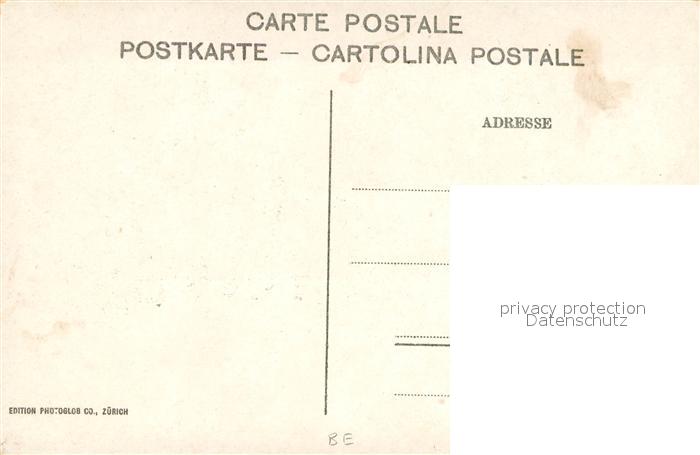 CARTE POSTALE
POSTKARTE — CARTOLINA POSTALE
ADRESSE
privacy protection
Datenschutz
EDITION PHOTOGLOB CO., ZÜRICH
BE